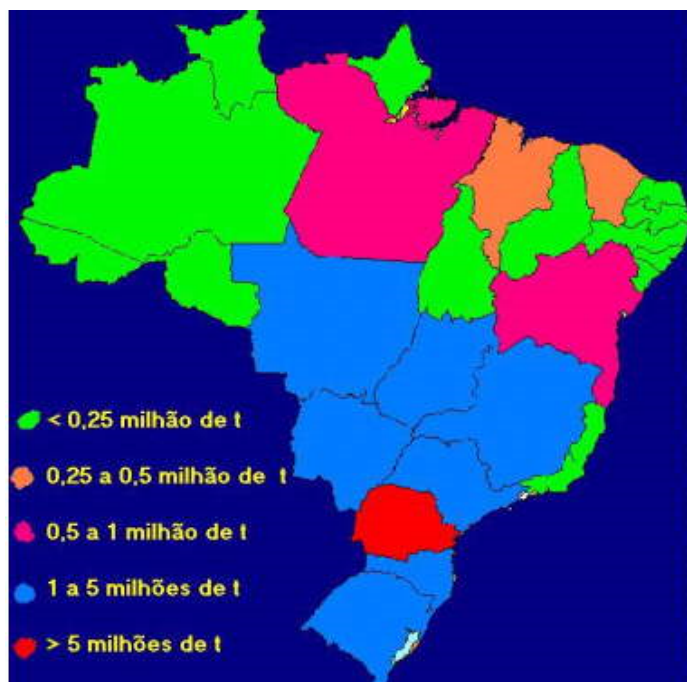 < 0,25 milhão de t
0,25 a 0,5 milhão de t
0,5 a 1 milhão de t
1 a 5 milhões de t
> 5 milhões de t